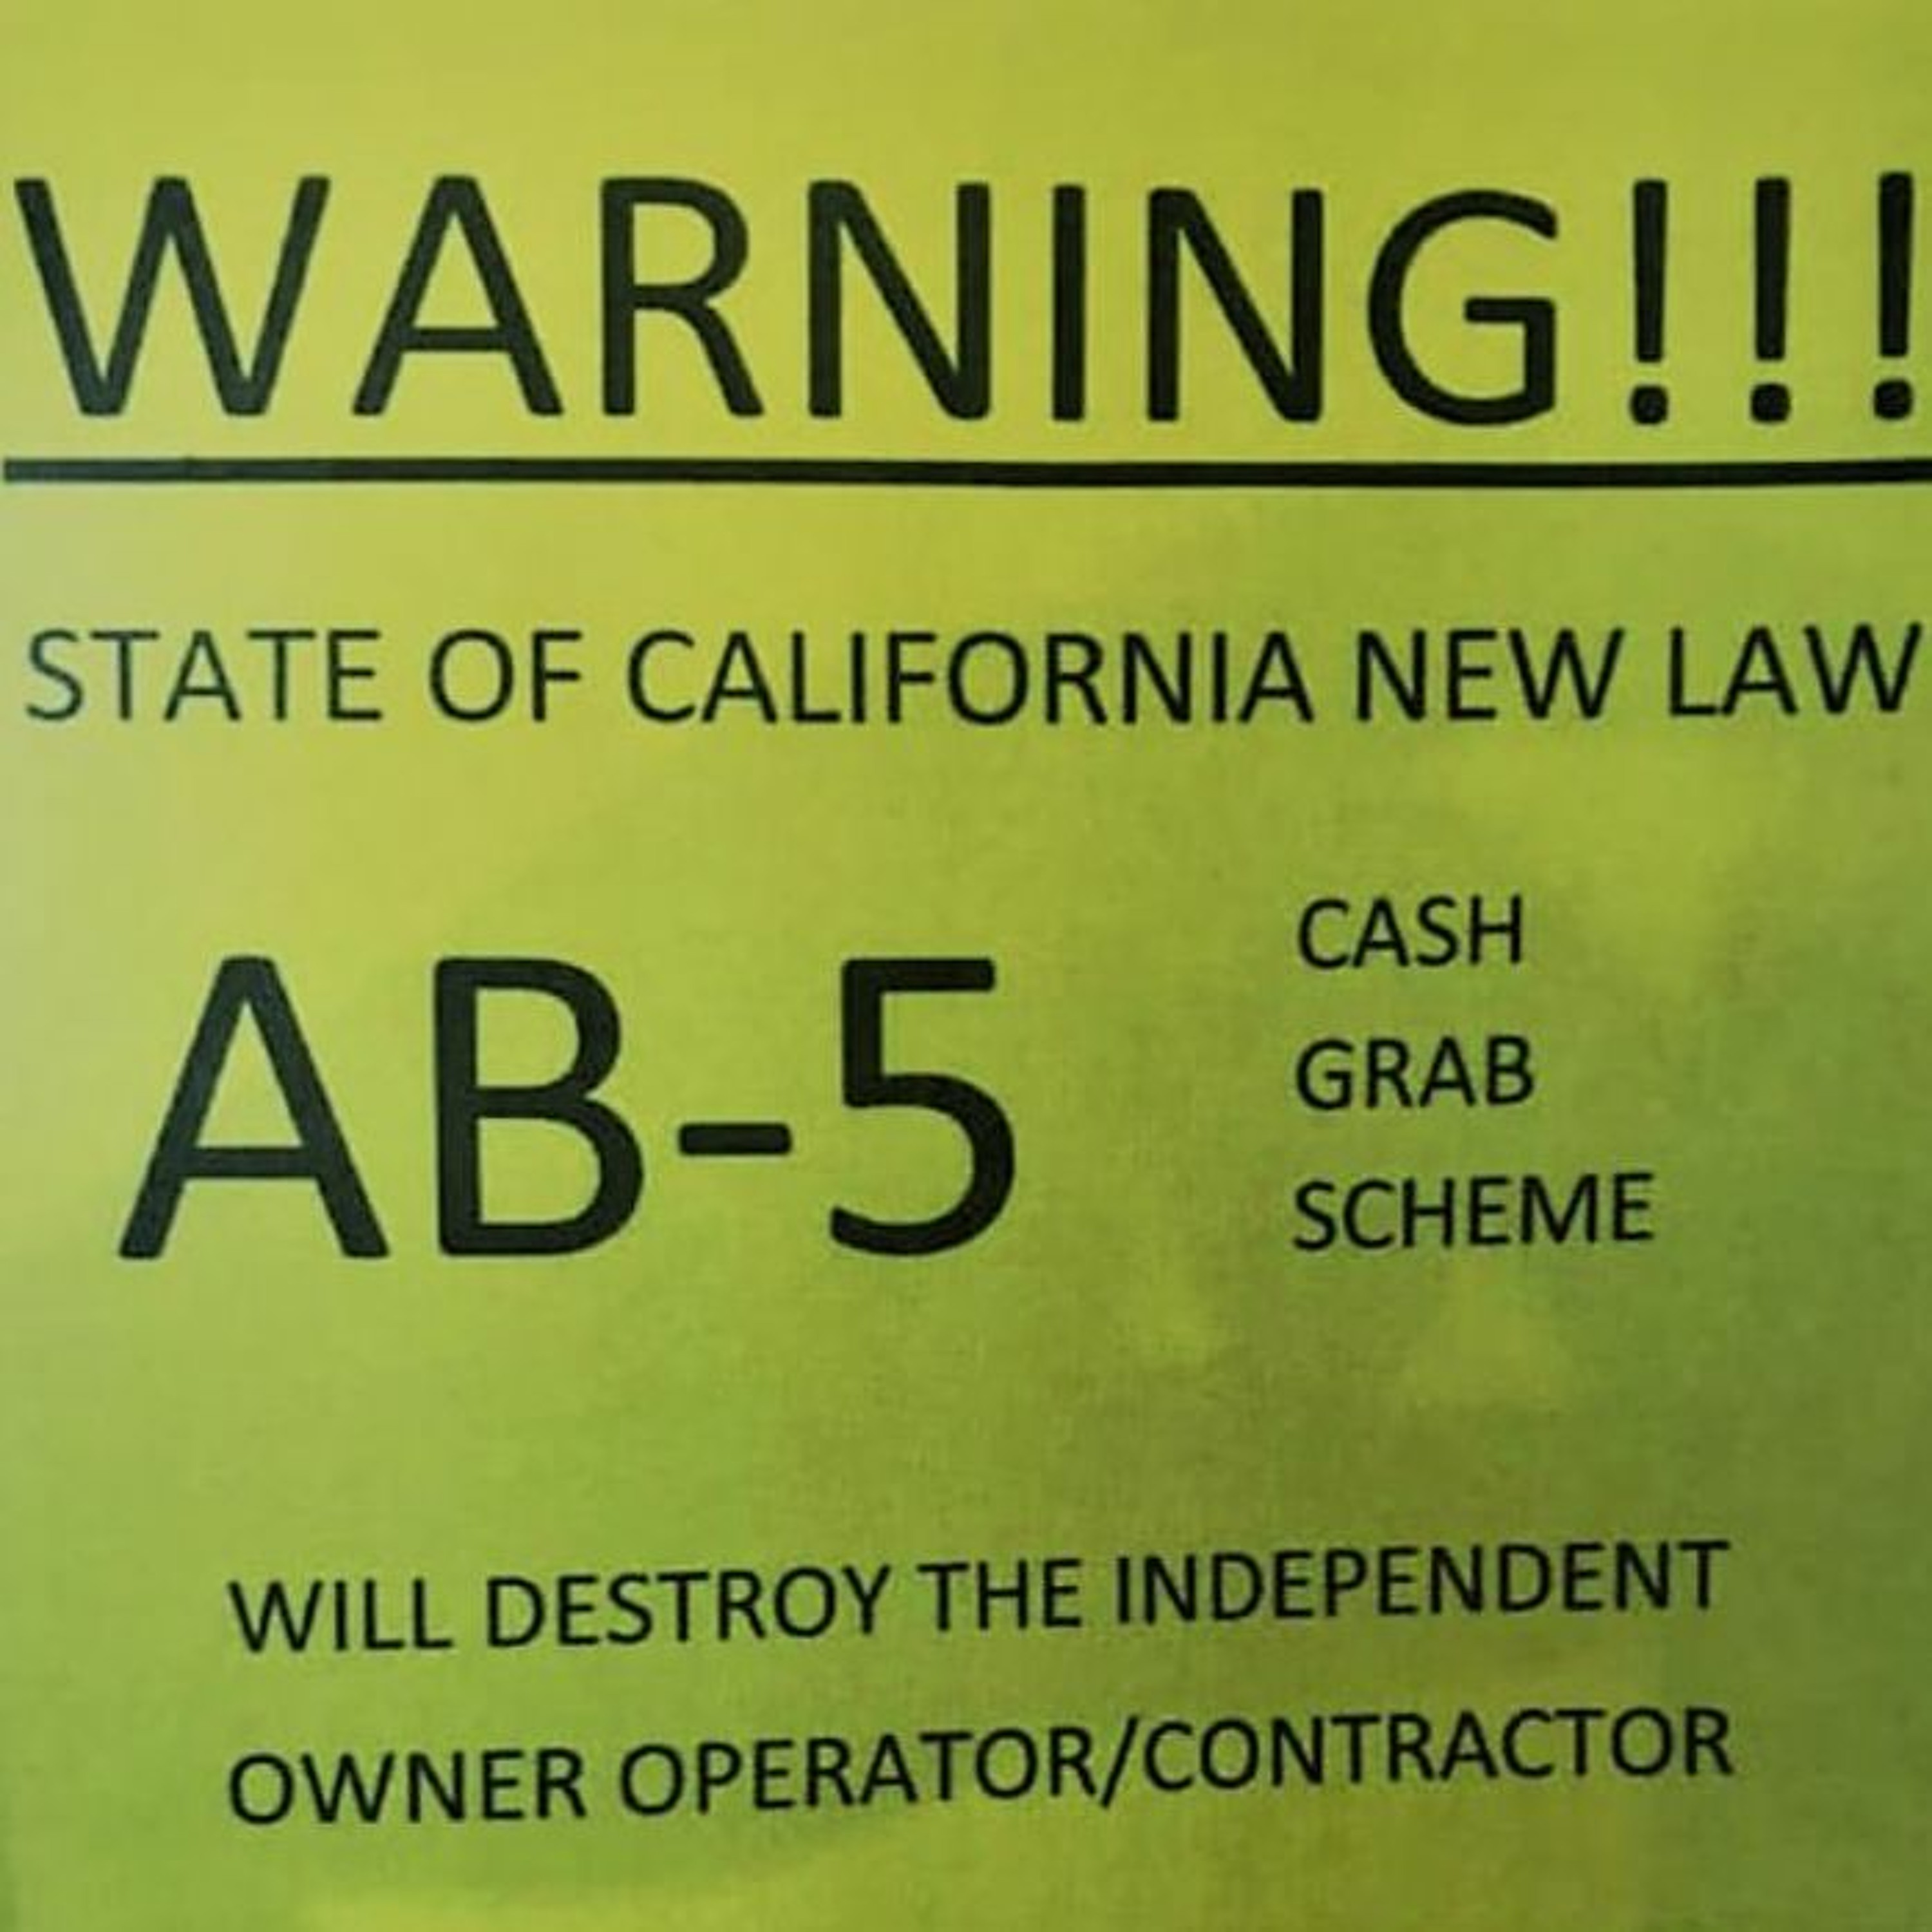 WARNING!!!
STATE OF CALIFORNIA NEW LAW
AB-5
CASH
GRAB
SCHEME
WILL DESTROY THE INDEPENDENT
OWNER OPERATOR/CONTRACTOR